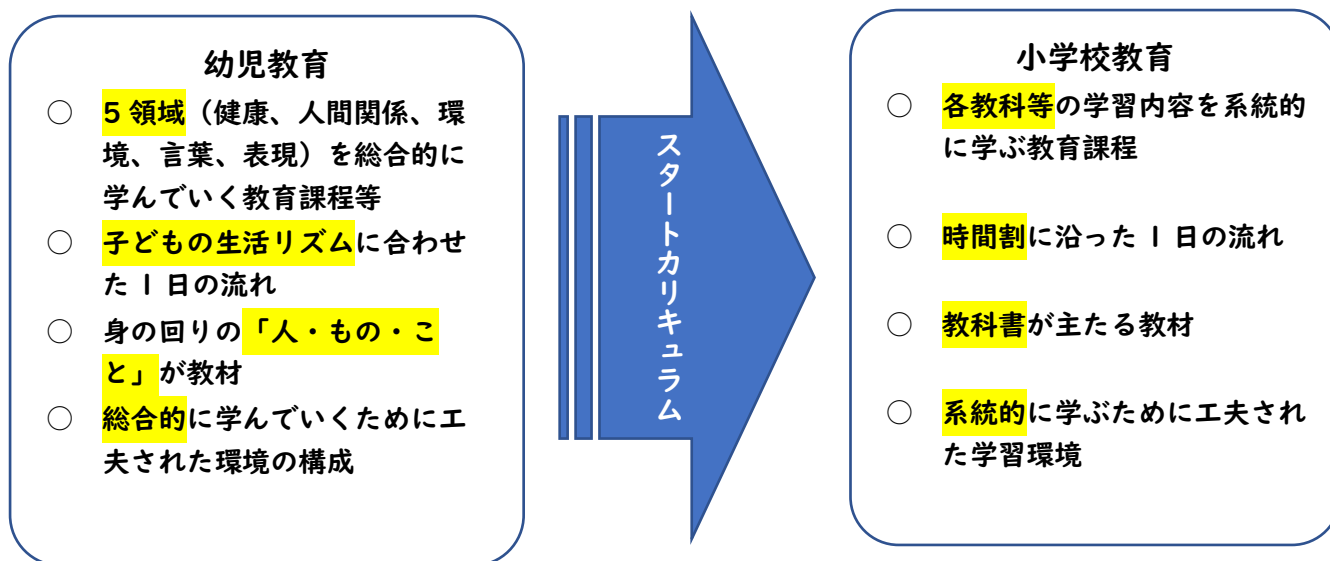 幼児教育
○ 5領域（健康、人間関係、環
境、言葉、表現）を総合的に
学んでいく教育課程等
○ 子どもの生活リズムに合わせ
た1日の流れ
○ 身の回りの「人・もの・こ
と」が教材
○ 総合的に学んでいくために工
夫された環境の構成
スタートカリキュラム
小学校教育
○ 各教科等の学習内容を系統的
に学ぶ教育課程
○ 時間割に沿った1日の流れ
○ 教科書が主たる教材
○ 系統的に学ぶために工夫され
た学習環境